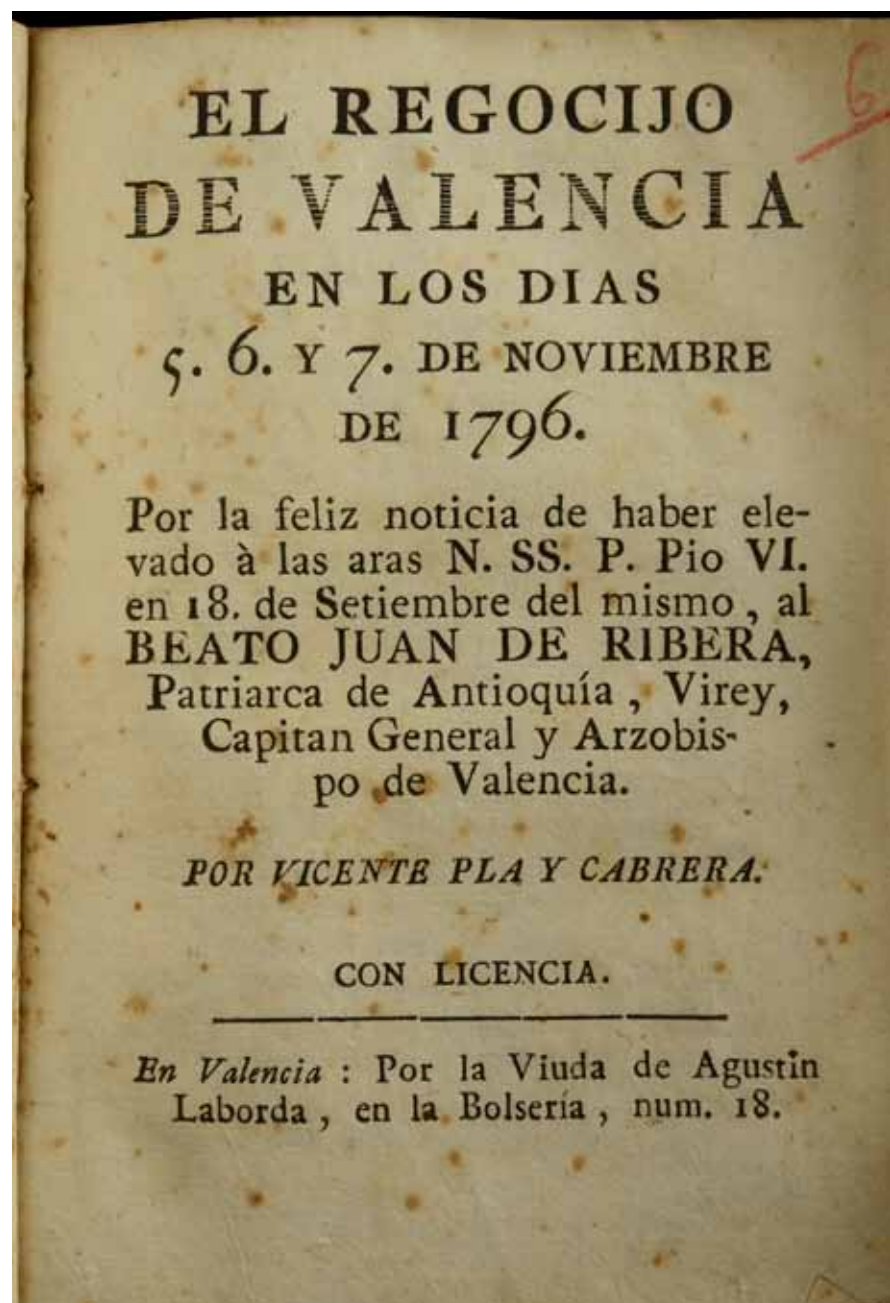 6
EL REGOCIJO
DE VALENCIA
EN LOS DIAS
5. 6. Y 7. DE NOVIEMBRE
DE 1796.
Por la feliz noticia de haber ele-
vado à las aras N. SS. P. Pio VI.
en 18. de Setiembre del mismo , al
BEATO JUAN DE RIBERA,
Patriarca de Antioquía , Virey,
Capitan General y Arzobis-
po de Valencia.
POR VICENTE PLA Y CABRERA.
CON LICENCIA.
En Valencia : Por la Viuda de Agustin
Laborda , en la Bolsería , num. 18.